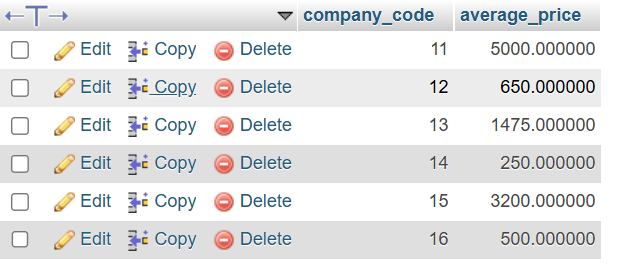 company_code average_price
Edit Copy Delete 11 5000.000000
Edit Copy Delete 12 650.000000
Edit Copy Delete 13 1475.000000
Edit Copy Delete 14 250.000000
Edit Copy Delete 15 3200.000000
Edit Copy Delete 16 500.000000